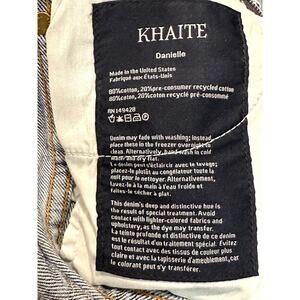 KHAITE
Danielle
Made in the United States
Fabriqué aux États-Unis
80%cotton, 20%pre-consumer recycled cotton
80%coton, 20%coton recyclé pré-consommé
RN 149428
Denim may fade with washing; instead,
place these in the freezer overnight to
clean. Alternatively, hand wash in cold
water and dry flat.
Denim peut s'éclaircir avec le lavage;
placez-le plutôt au congélateur toute la
nuit pour le nettoyer. Alternativement,
lavez à la main à l'eau froide et
faites-le sécher à plat.
This denim's deep and distinctive hue is
the result of special treatment. Avoid
contact with lighter-colored fabrics and
upholstery, as the dye may transfer.
La teinte profonde et distinctive de ce denim
est le résultat d'un traitement spécial. Évitez
tout contact avec des tissus de couleur plus
claire et avec la tapisserie d'ameublement, car
le colorant peut s'y transférer.